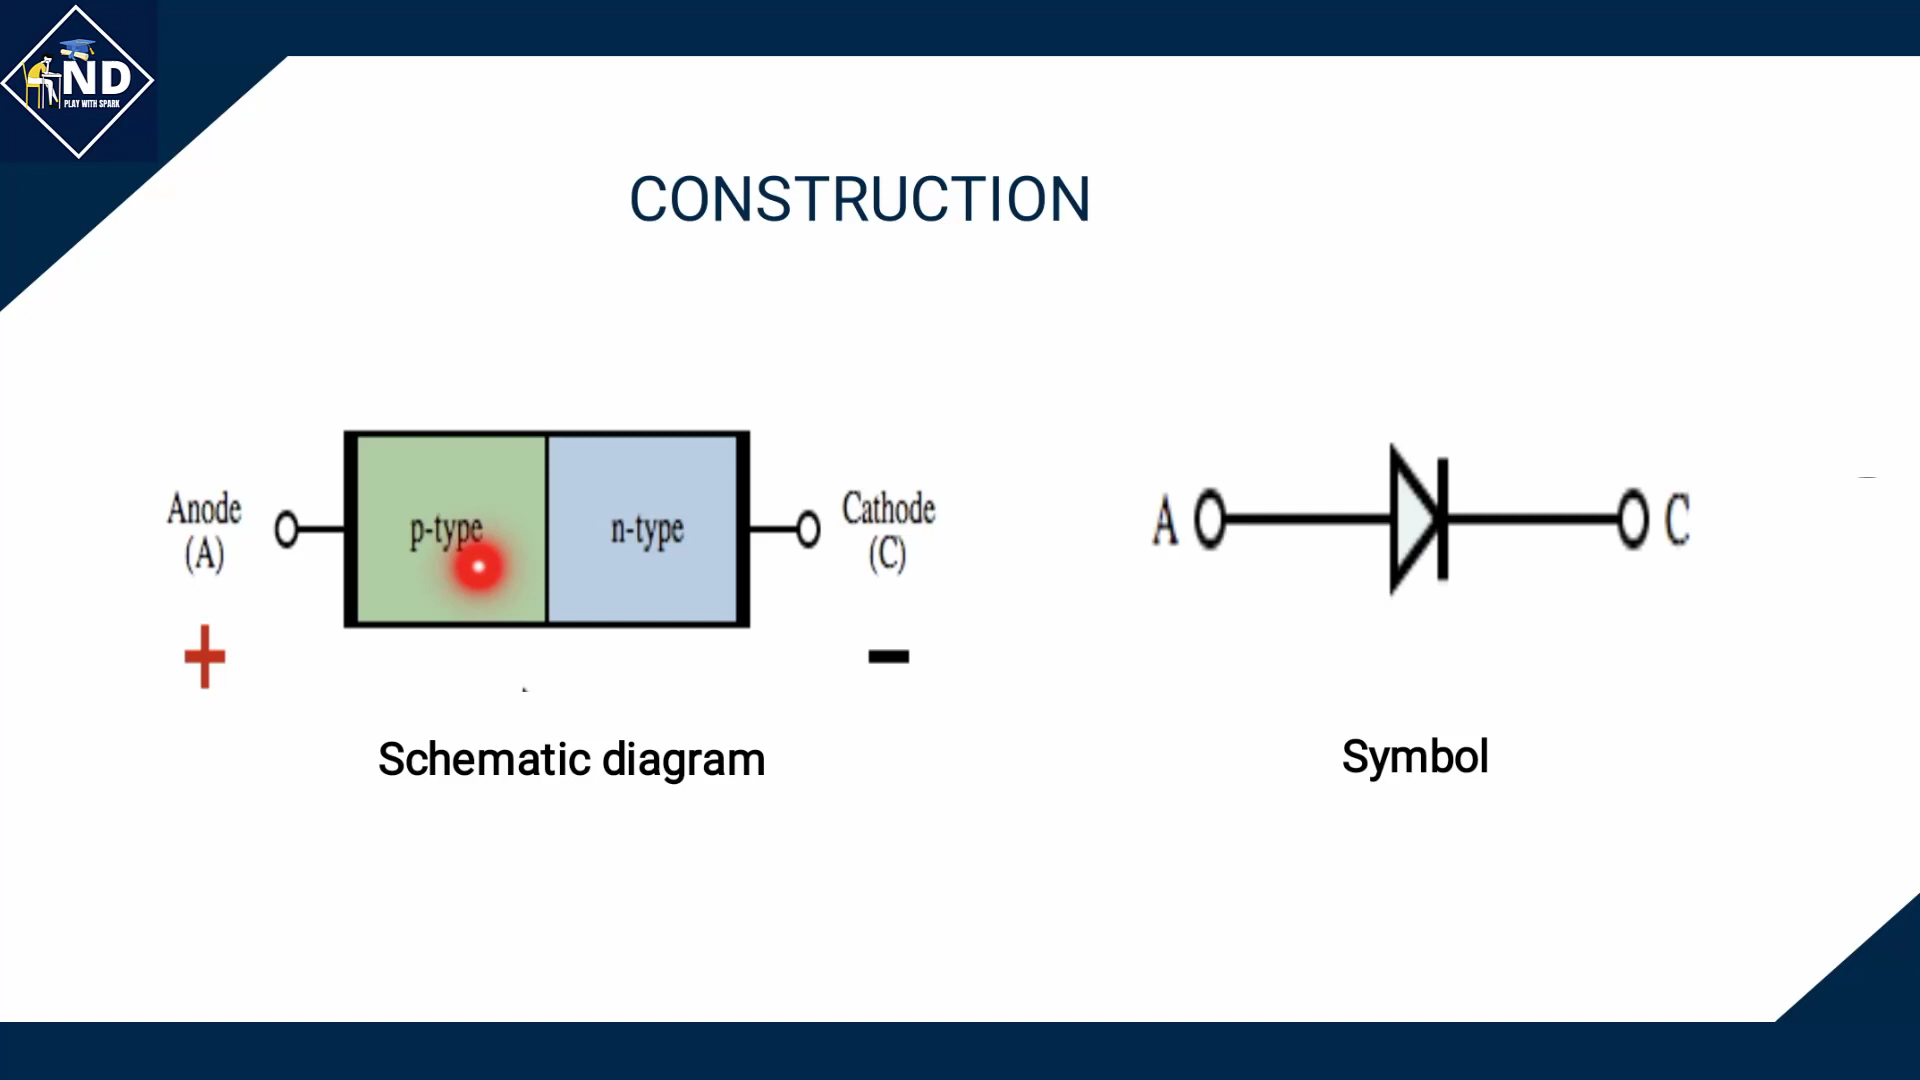 ND
PLAY WITH SPARK
CONSTRUCTION
Anode
(A)
p-type
n-type
Cathode
(C)
+
-
A
C
Schematic diagram
Symbol